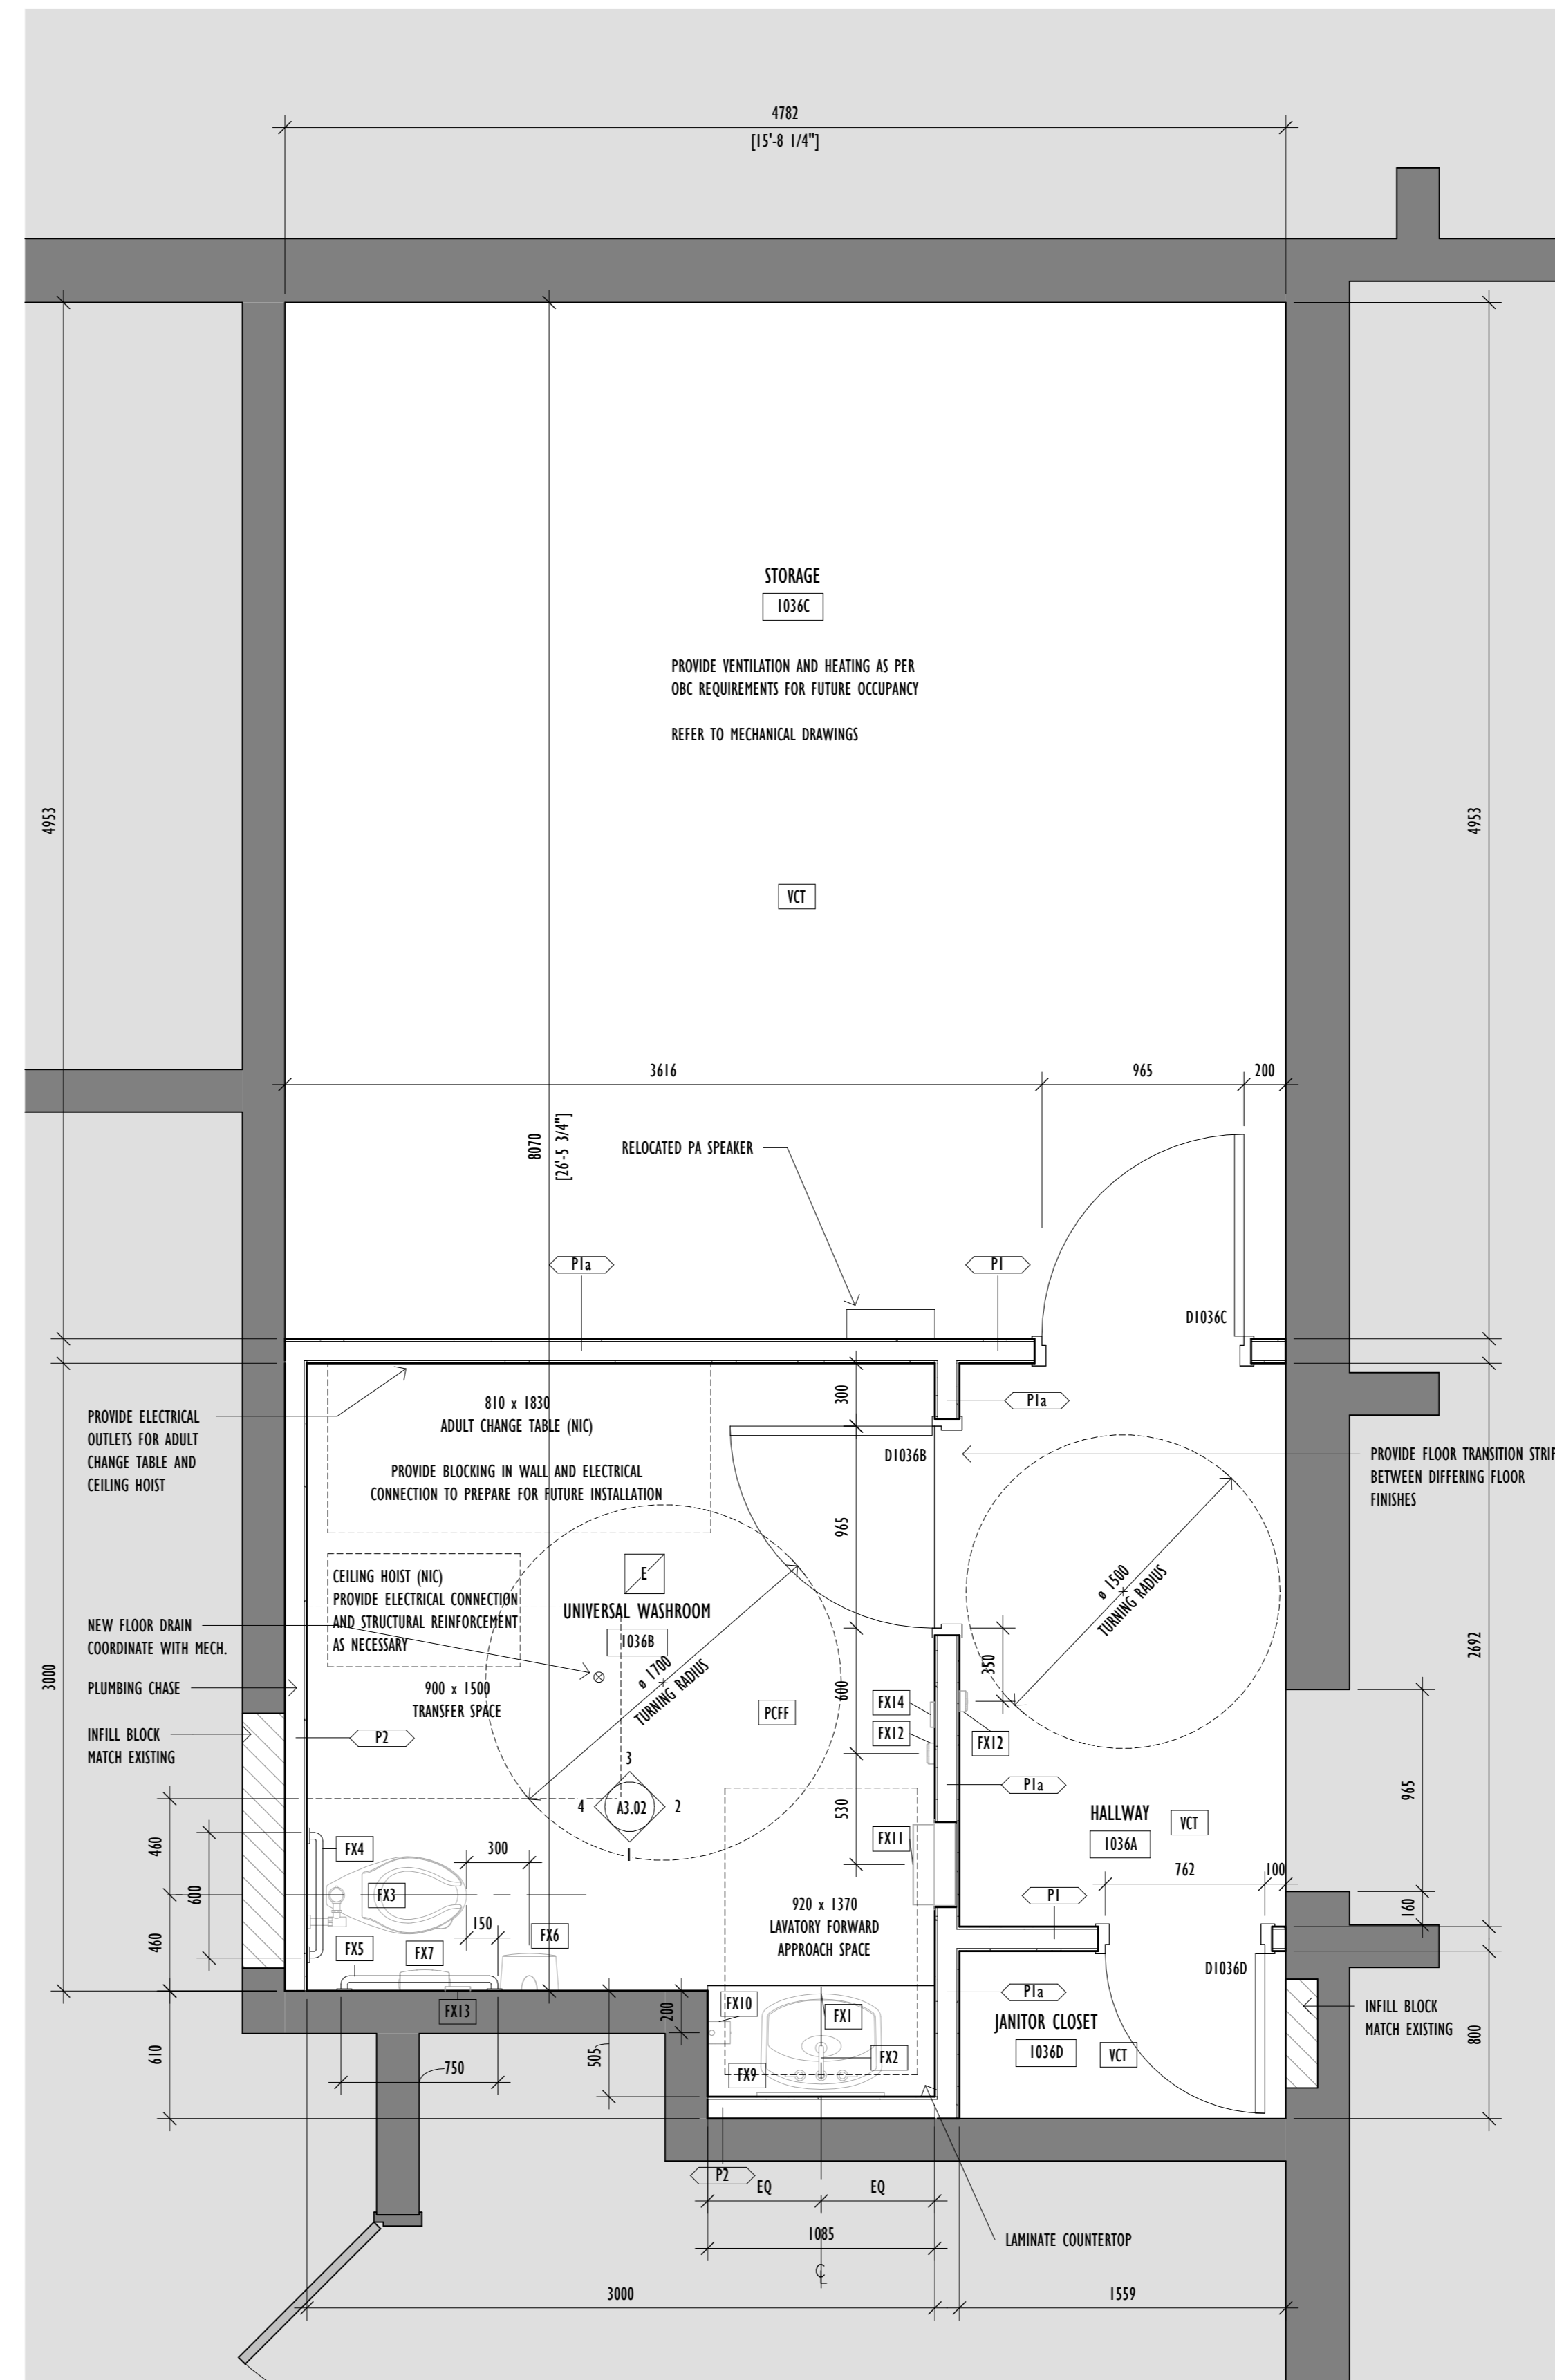 4782
[15'-8 1/4"]
STORAGE
1036C
PROVIDE VENTILATION AND HEATING AS PER
OBC REQUIREMENTS FOR FUTURE OCCUPANCY
REFER TO MECHANICAL DRAWINGS
4953
4953
VCT
3616
965
200
8070
[26'-5 3/4"]
RELOCATED PA SPEAKER
P1a
P1
D1036C
810 x 1830
ADULT CHANGE TABLE (NIC)
PROVIDE BLOCKING IN WALL AND ELECTRICAL
CONNECTION TO PREPARE FOR FUTURE INSTALLATION
300
P1a
D1036B
PROVIDE ELECTRICAL
OUTLETS FOR ADULT
CHANGE TABLE AND
CEILING HOIST
PROVIDE FLOOR TRANSITION STRIP
BETWEEN DIFFERING FLOOR
FINISHES
965
CEILING HOIST (NIC)
PROVIDE ELECTRICAL CONNECTION
AND STRUCTURAL REINFORCEMENT
AS NECESSARY
E
UNIVERSAL WASHROOM
1036B
ø 1500
TURNING RADIUS
NEW FLOOR DRAIN
COORDINATE WITH MECH.
3000
2692
350
PLUMBING CHASE
900 x 1500
TRANSFER SPACE
ø 1700
TURNING RADIUS
600
PCFF
FX14
FX12
FX12
INFILL BLOCK
MATCH EXISTING
P2
3
4
A3.02
2
1
P1a
530
965
HALLWAY
1036A
VCT
FX11
460
600
460
FX4
300
FX3
762
100
P1
160
150
920 x 1370
LAVATORY FORWARD
APPROACH SPACE
FX5
FX7
FX6
D1036D
FX13
200
FX10
FX1
P1a
JANITOR CLOSET
1036D
VCT
INFILL BLOCK
MATCH EXISTING
610
750
505
FX9
FX2
800
P2
EQ
EQ
1085
LAMINATE COUNTERTOP
CL
3000
1559